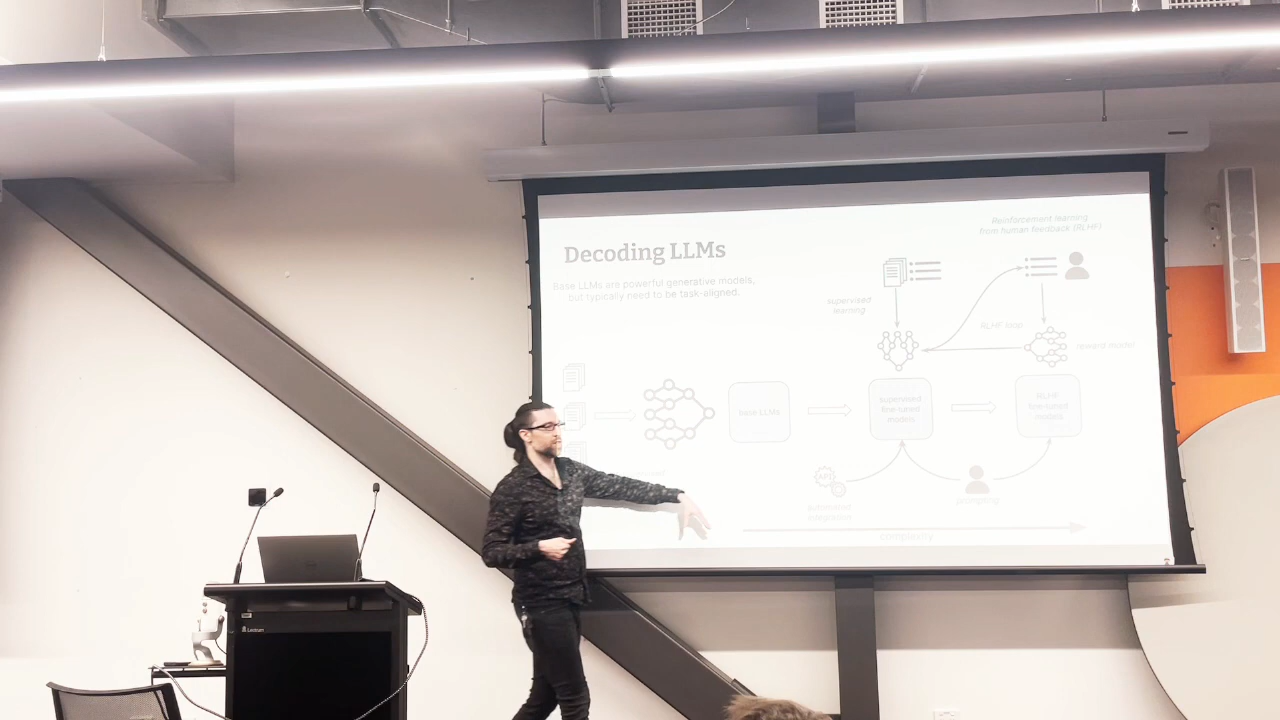 Decoding LLMs
Base LLMs are powerful generative models,
but typically need to be task-aligned.
Reinforcement learning
from human feedback (RLHF)
supervised
learning
RLHF loop
reward model
base LLMs
supervised
fine-tuned
models
RLHF
fine-tuned
models
API
prompting
complexity
Lectrum